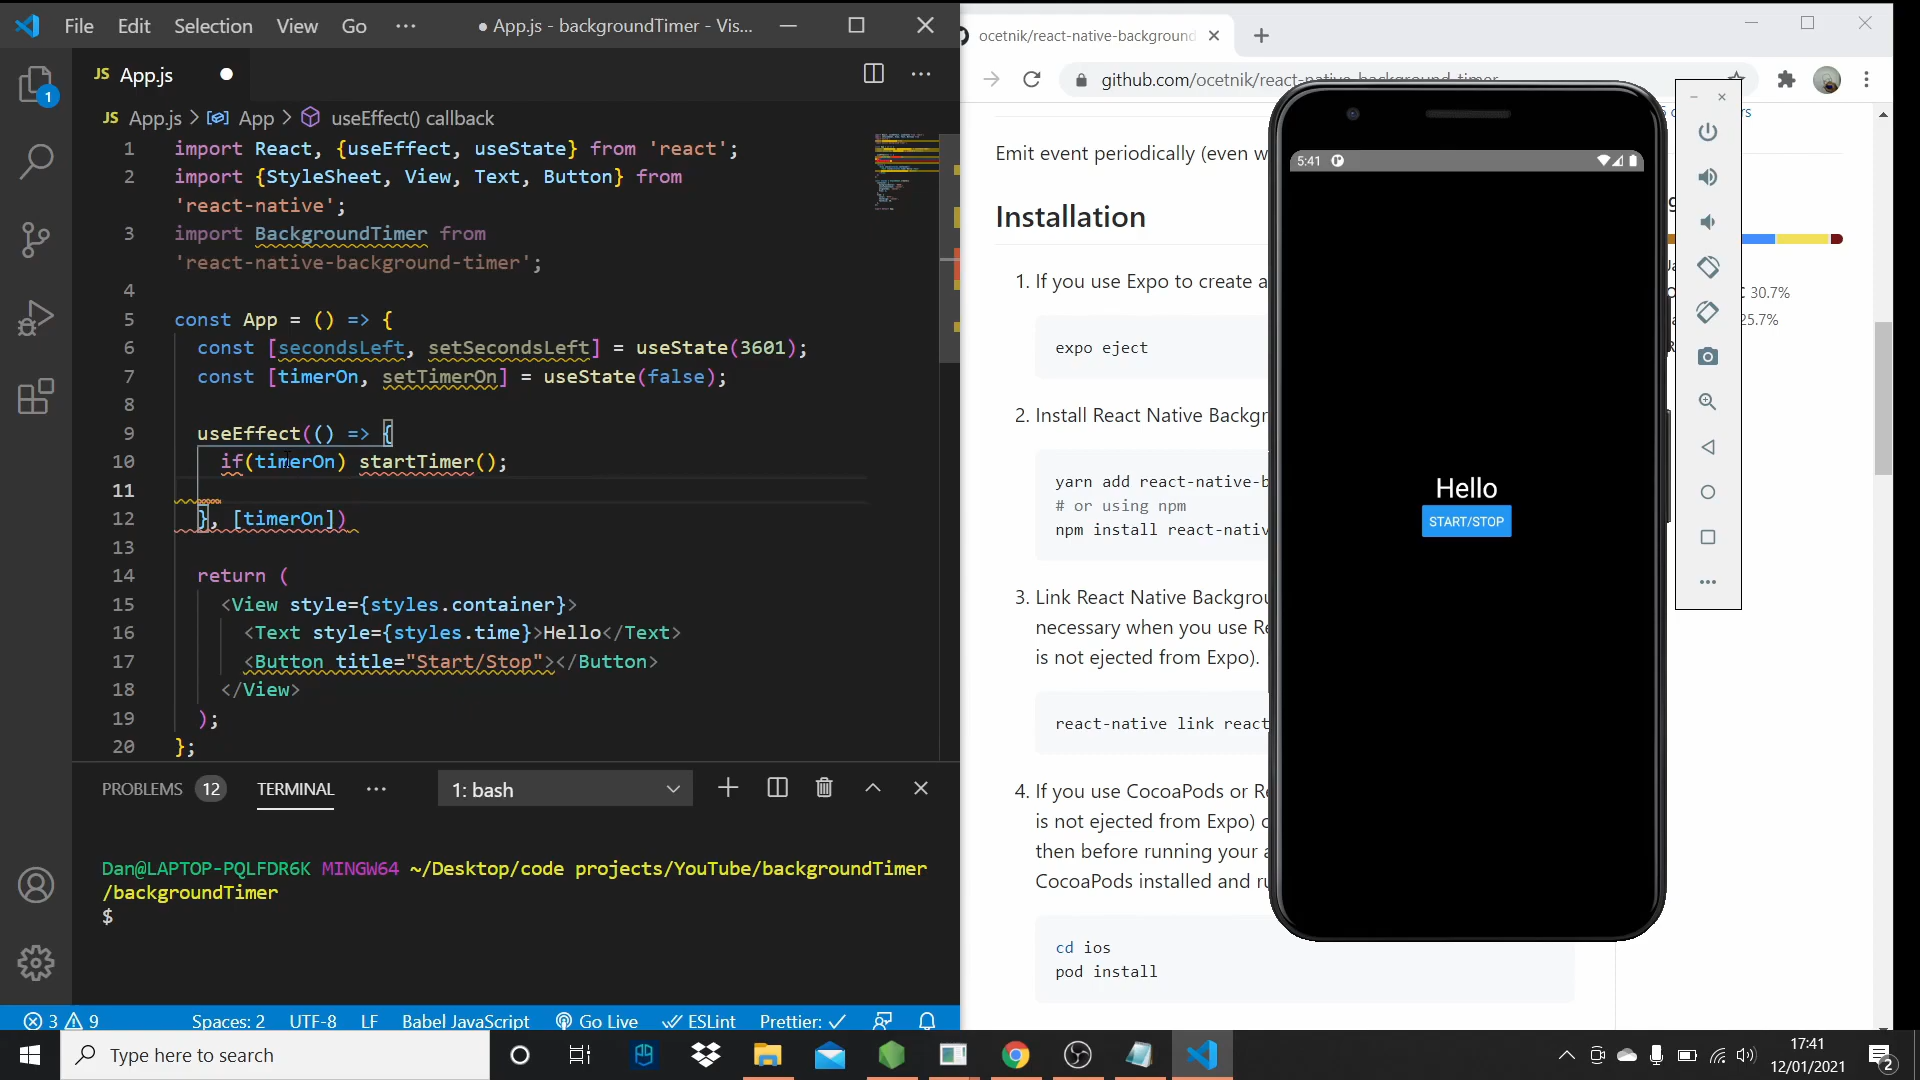 File Edit Selection View Go ··· ● App.js - backgroundTimer - Vis...
JS App.js ●
JS App.js > App > useEffect() callback
1 import React, {useEffect, useState} from 'react';
2 import {StyleSheet, View, Text, Button} from
'react-native';
3 import BackgroundTimer from
'react-native-background-timer';
4
5 const App = () => {
6 const [secondsLeft, setSecondsLeft] = useState(3601);
7 const [timerOn, setTimerOn] = useState(false);
8
9 useEffect(() => {
10 if(timerOn) startTimer();
11
12 }, [timerOn])
13
14 return (
15 <View style={styles.container}>
16 <Text style={styles.time}>Hello</Text>
17 <Button title="Start/Stop"></Button>
18 </View>
19 );
20 };
PROBLEMS 12 TERMINAL ··· 1: bash
Dan@LAPTOP-PQLFDR6K MINGW64 ~/Desktop/code projects/YouTube/backgroundTimer
/backgroundTimer
$
3 9 Spaces: 2 UTF-8 LF Babel JavaScript Go Live ESLint Prettier: ✓
1
ocetnik/react-native-background
github.com/ocetnik/react-native-background-timer
Emit event periodically (even w
Installation
1. If you use Expo to create a
expo eject
2. Install React Native Backgr
yarn add react-native-b
# or using npm
npm install react-nativ
3. Link React Native Backgrou
necessary when you use Re
is not ejected from Expo).
react-native link react
4. If you use CocoaPods or Re
is not ejected from Expo) o
then before running your a
CocoaPods installed and ru
cd ios
pod install
30.7%
25.7%
5:41
Hello
START/STOP
Type here to search
17:41
12/01/2021
2